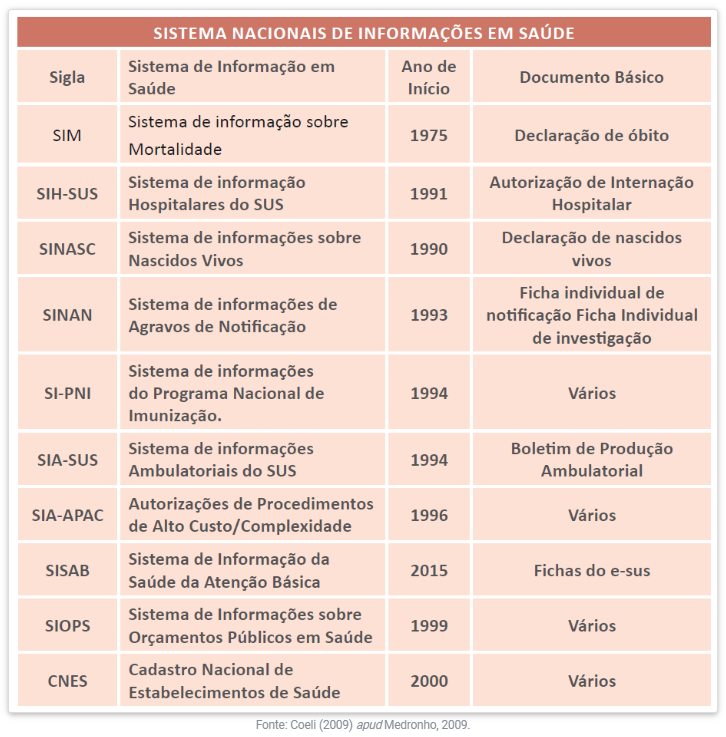 SISTEMA NACIONAIS DE INFORMAÇÕES EM SAÚDE
Sigla
Sistema de Informação em
Saúde
Ano de
Início
Documento Básico
SIM
Sistema de informação sobre
Mortalidade
1975
Declaração de óbito
SIH-SUS
Sistema de informação
Hospitalares do SUS
1991
Autorização de Internação
Hospitalar
SINASC
Sistema de informações sobre
Nascidos Vivos
1990
Declaração de nascidos
vivos
SINAN
Sistema de informações de
Agravos de Notificação
1993
Ficha individual de
notificação Ficha Individual
de investigação
SI-PNI
Sistema de informações
do Programa Nacional de
Imunização.
1994
Vários
SIA-SUS
Sistema de informações
Ambulatoriais do SUS
1994
Boletim de Produção
Ambulatorial
SIA-APAC
Autorizações de Procedimentos
de Alto Custo/Complexidade
1996
Vários
SISAB
Sistema de Informação da
Saúde da Atenção Básica
2015
Fichas do e-sus
SIOPS
Sistema de Informações sobre
Orçamentos Públicos em Saúde
1999
Vários
CNES
Cadastro Nacional de
Estabelecimentos de Saúde
2000
Vários
Fonte: Coeli (2009) apud Medronho, 2009.